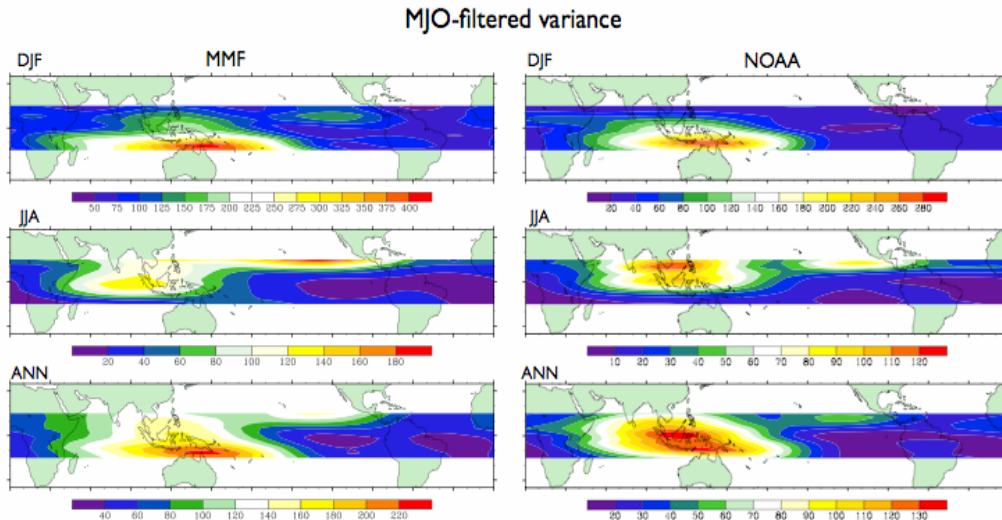 MJO-filtered variance
DJF MMF
DJF NOAA
50 75 100 125 150 175 200 225 250 275 300 325 350 375 400
20 40 60 80 100 120 140 160 180 200 220 240 260 280
JJA
JJA
20 40 60 80 100 120 140 160 180
10 20 30 40 50 60 70 80 90 100 110 120
ANN
ANN
40 60 80 100 120 140 160 180 200 220
20 30 40 50 60 70 80 90 100 110 120 130